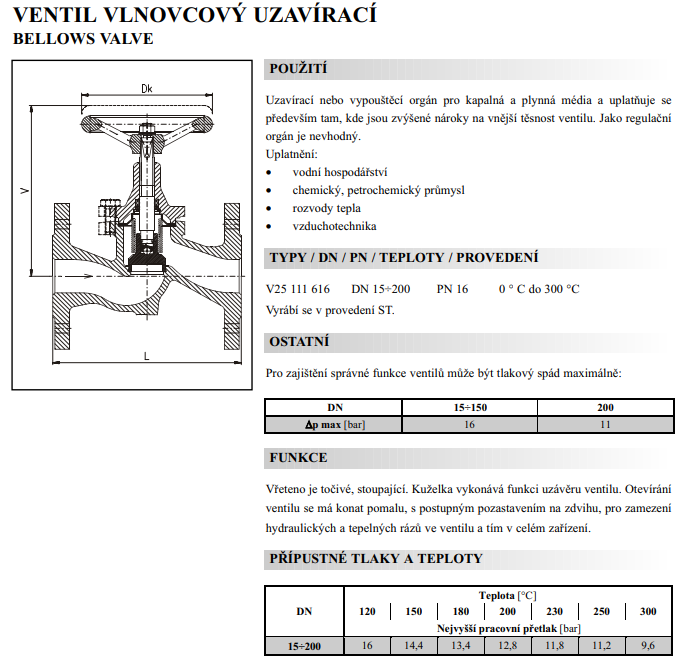 VENTIL VLNOVCOVÝ UZAVÍRACÍ
BELLOWS VALVE
Dk
V
L
POUŽITÍ
Uzavírací nebo vypouštěcí orgán pro kapalná a plynná média a uplatňuje se
především tam, kde jsou zvýšené nároky na vnější těsnost ventilu. Jako regulační
orgán je nevhodný.
Uplatnění:
• vodní hospodářství
• chemický, petrochemický průmysl
• rozvody tepla
• vzduchotechnika
TYPY / DN / PN / TEPLOTY / PROVEDENÍ
V25 111 616 DN 15÷200 PN 16 0 ° C do 300 °C
Vyrábí se v provedení ST.
OSTATNÍ
Pro zajištění správné funkce ventilů může být tlakový spád maximálně:
DN 15÷150 200
Δp max [bar] 16 11
FUNKCE
Vřeteno je točivé, stoupající. Kuželka vykonává funkci uzávěru ventilu. Otevírání
ventilu se má konat pomalu, s postupným pozastavením na zdvihu, pro zamezení
hydraulických a tepelných rázů ve ventilu a tím v celém zařízení.
PŘÍPUSTNÉ TLAKY A TEPLOTY
Teplota [°C]
DN 120 150 180 200 230 250 300
Nejvyšší pracovní přetlak [bar]
15÷200 16 14,4 13,4 12,8 11,8 11,2 9,6